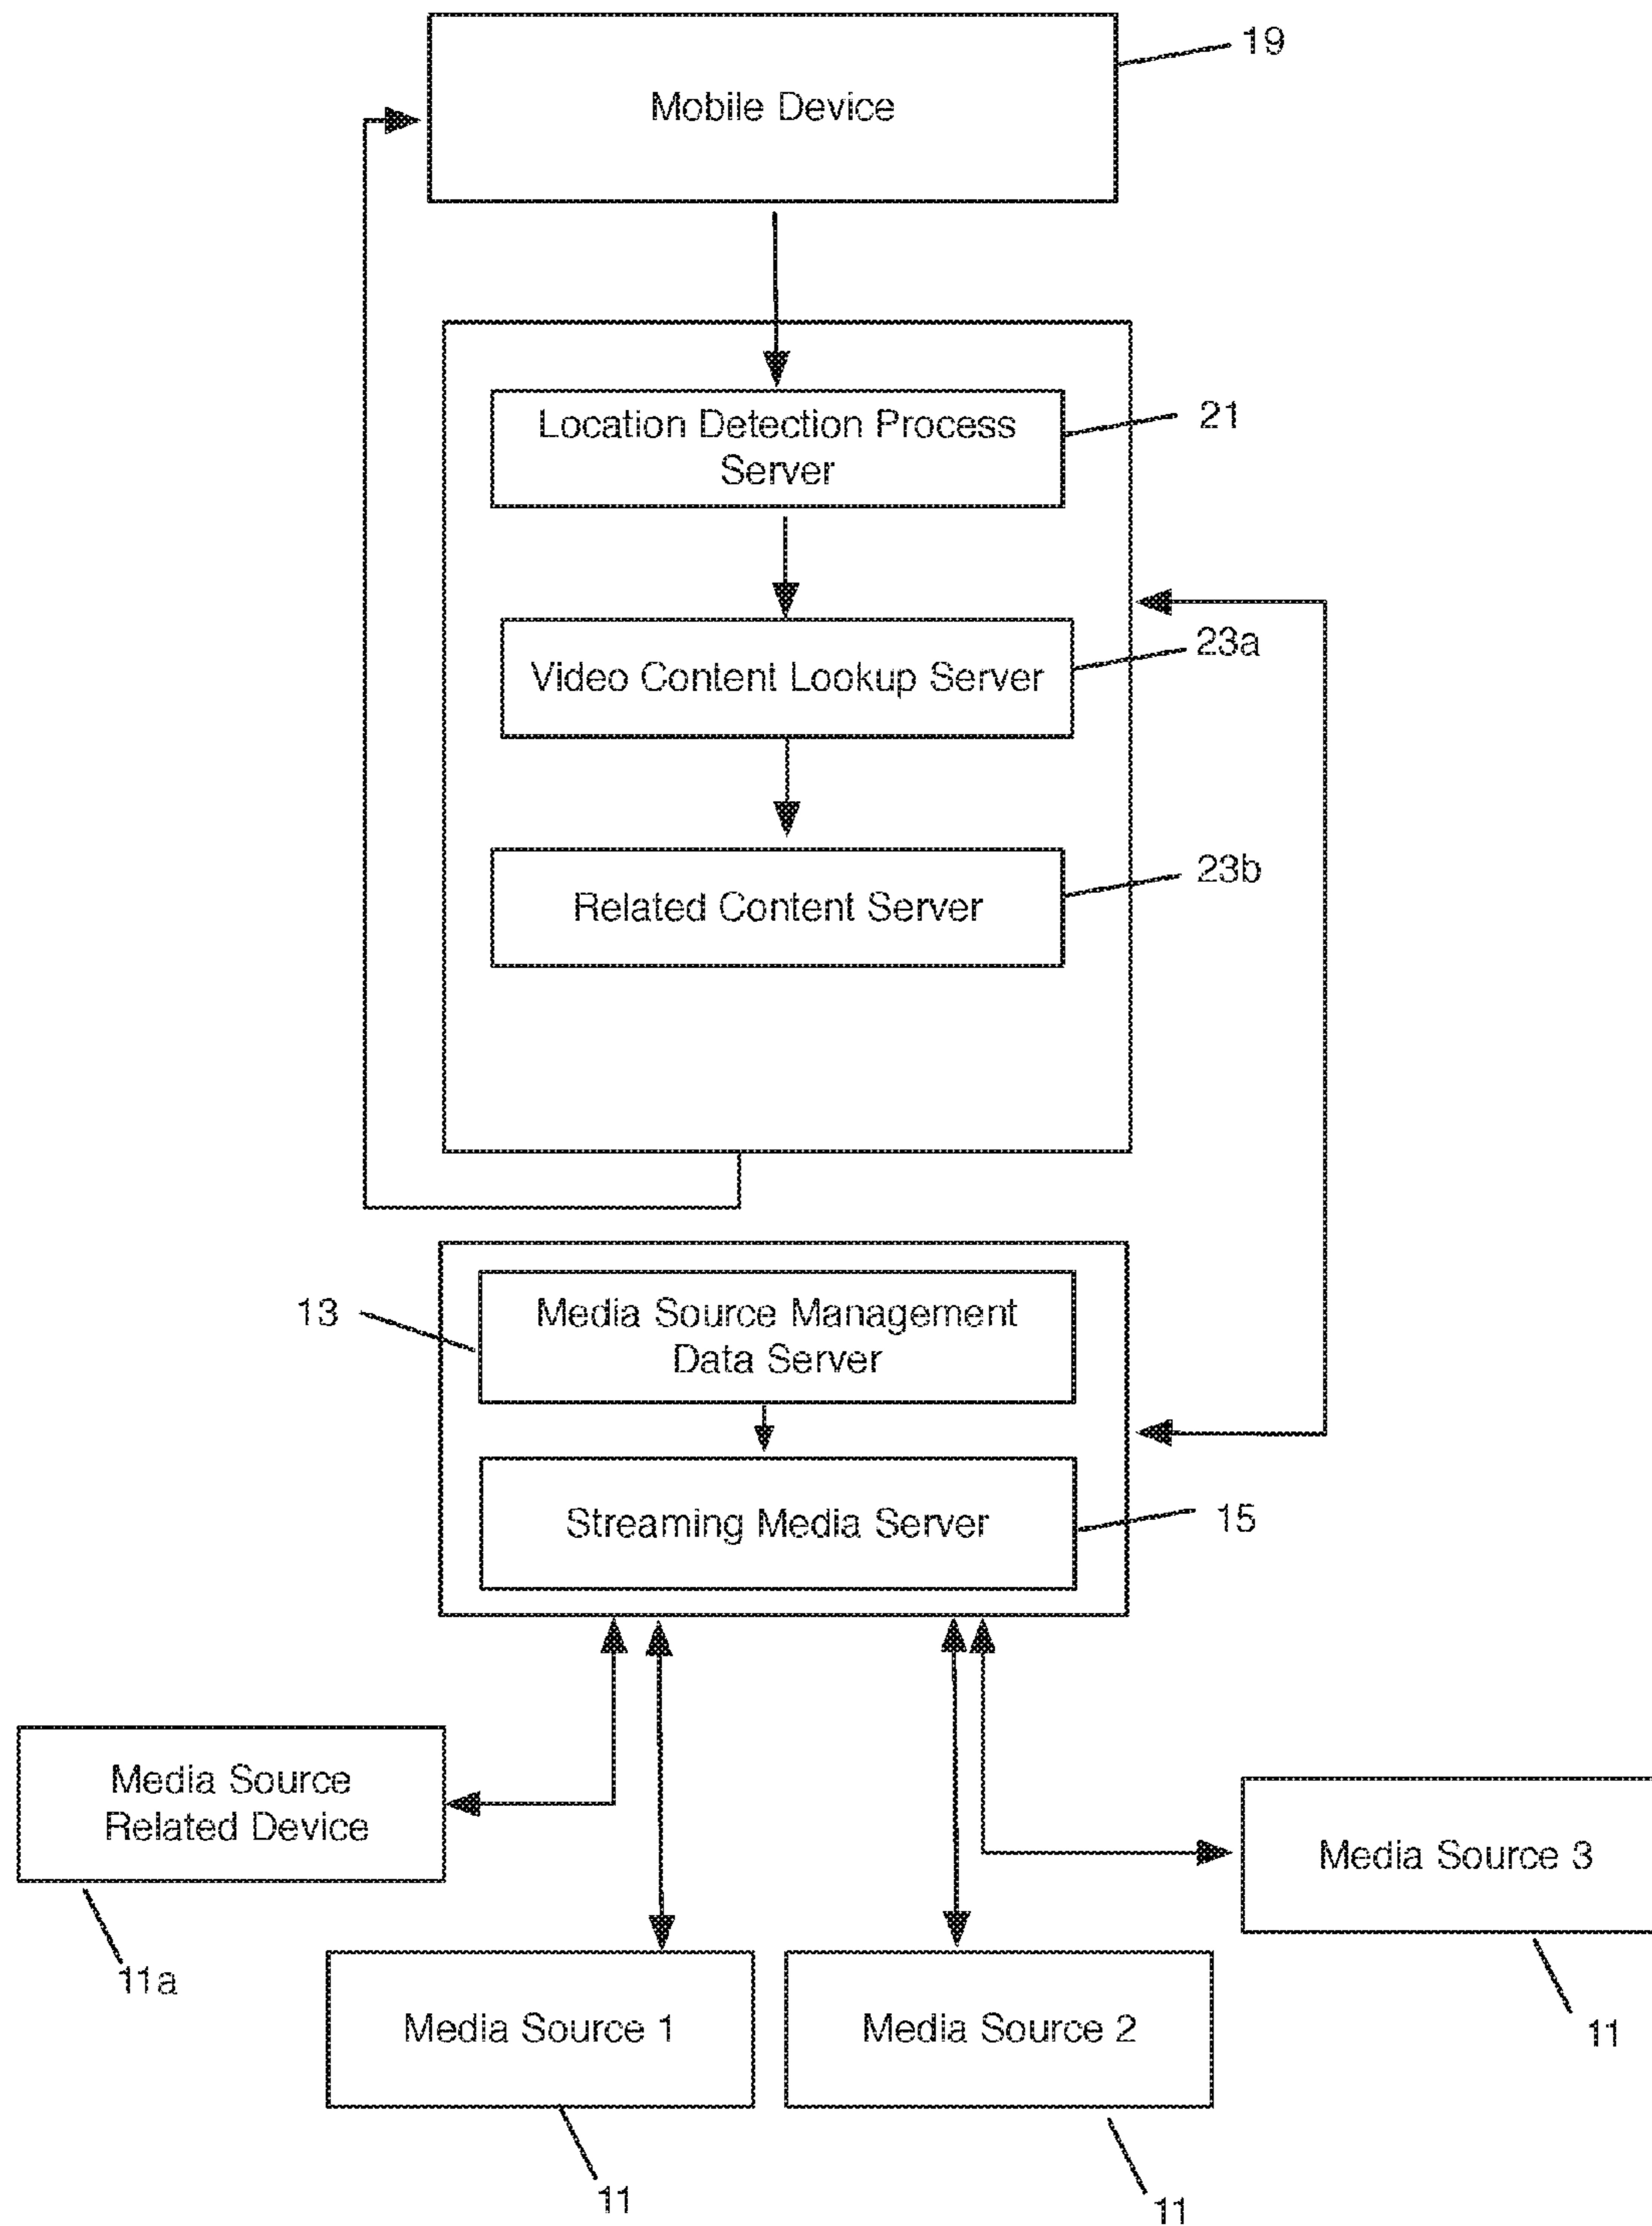 19
Mobile Device
21
Location Detection Process
Server
23a
Video Content Lookup Server
23b
Related Content Server
13
Media Source Management
Data Server
Streaming Media Server
15
Media Source
Related Device
Media Source 3
11a
Media Source 1
Media Source 2
11
11
11